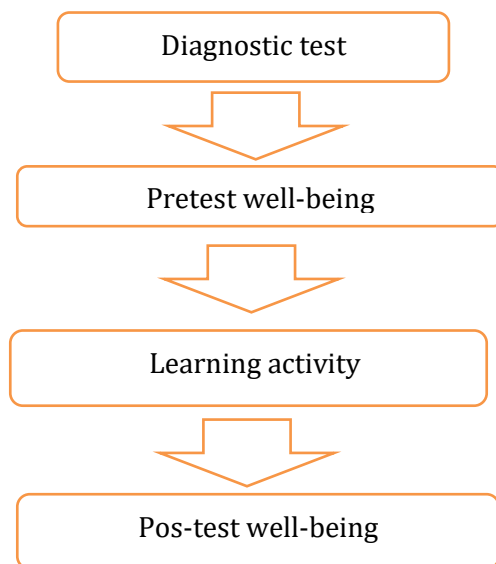 Diagnostic test
Pretest well-being
Learning activity
Pos-test well-being